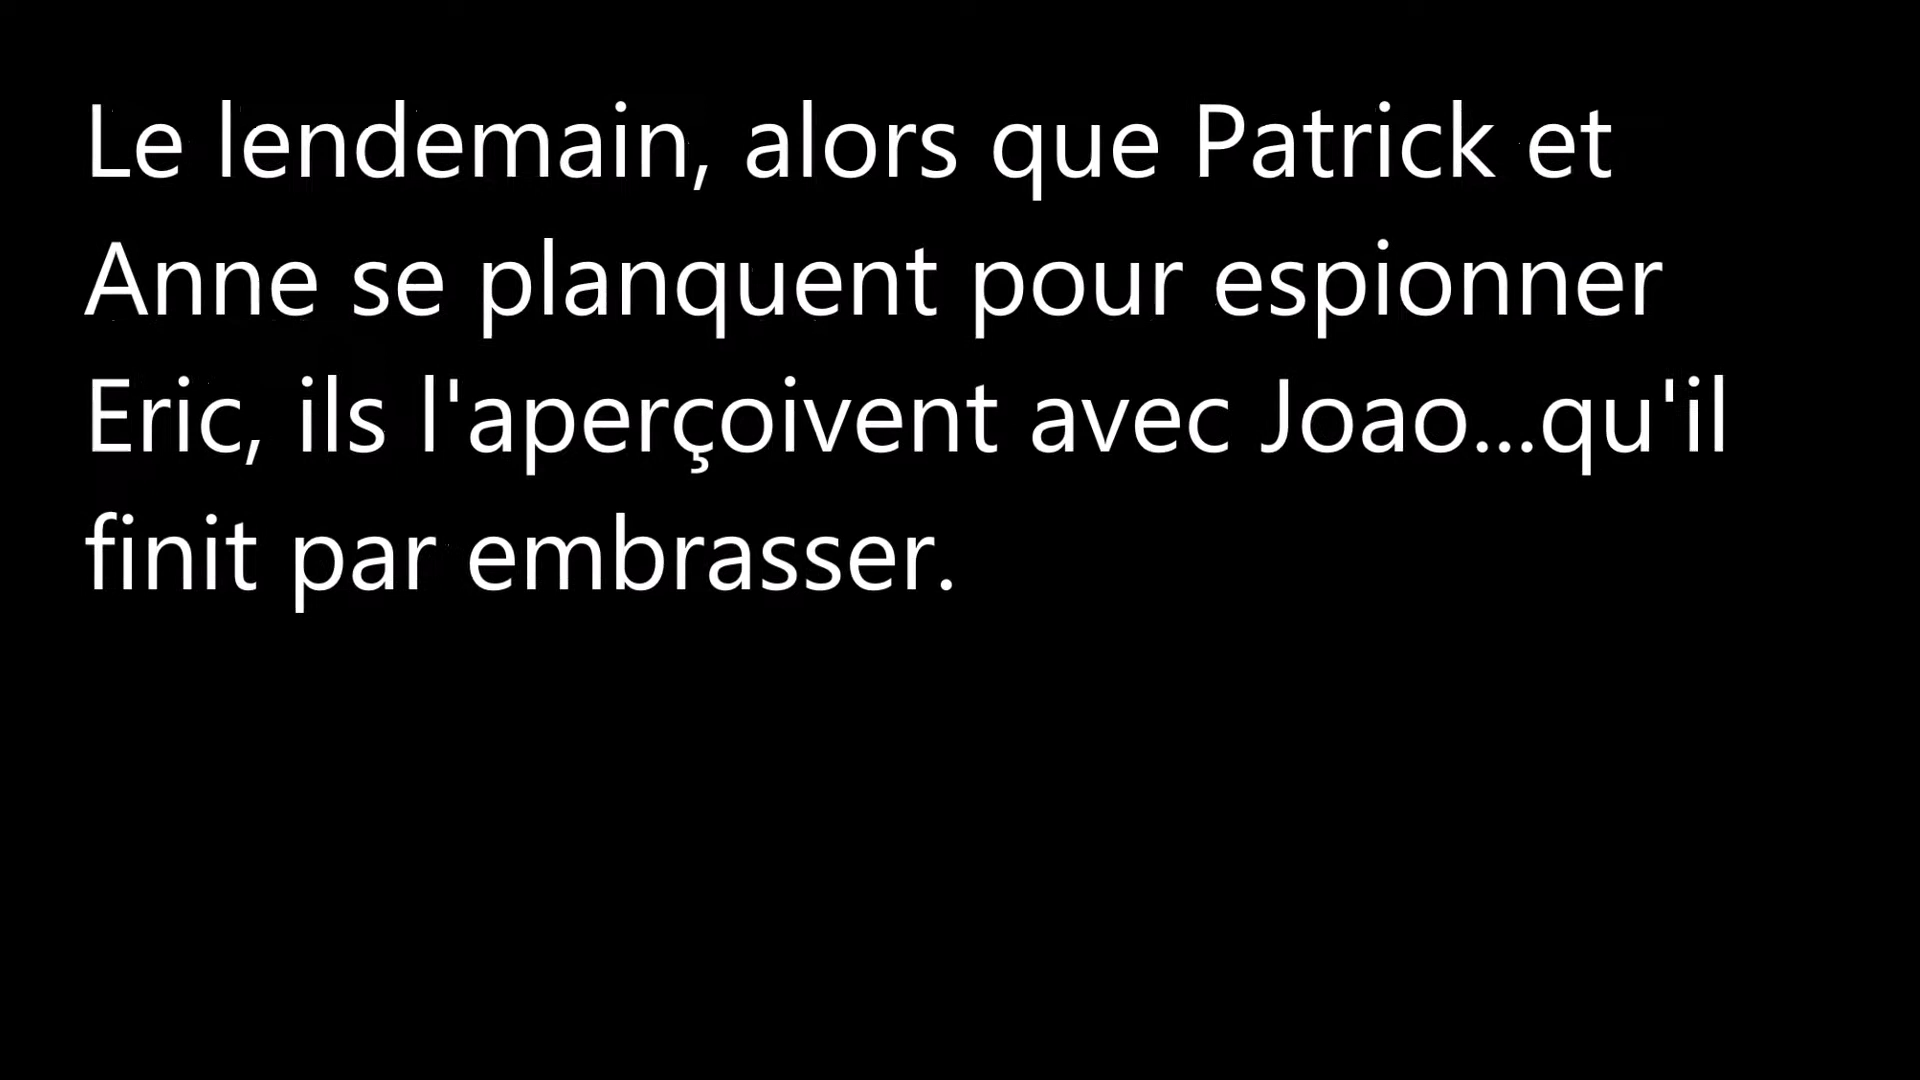 Le lendemain, alors que Patrick et
Anne se planquent pour espionner
Eric, ils l'aperçoivent avec Joao...qu'il
finit par embrasser.